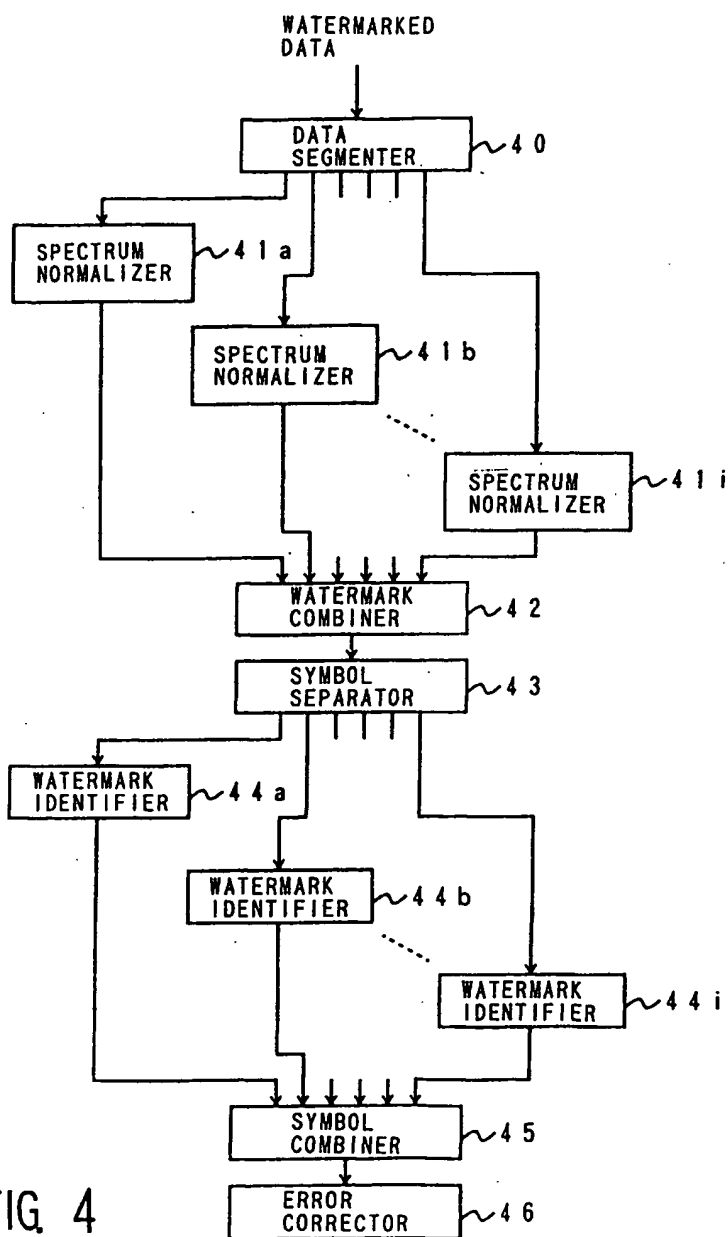 WATERMARKED
DATA
DATA
SEGMENTER
40
SPECTRUM
NORMALIZER
41a
SPECTRUM
NORMALIZER
41b
SPECTRUM
NORMALIZER
41i
WATERMARK
COMBINER
42
SYMBOL
SEPARATOR
43
WATERMARK
IDENTIFIER
44a
WATERMARK
IDENTIFIER
44b
WATERMARK
IDENTIFIER
44i
SYMBOL
COMBINER
45
ERROR
CORRECTOR
46
FIG. 4